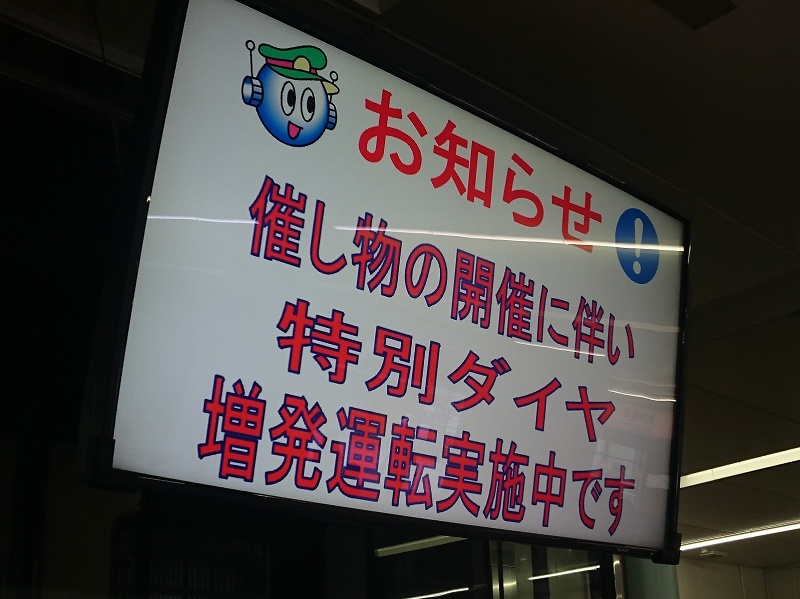 お知らせ
催し物の開催に伴い
特別ダイヤ
増発運転実施中です